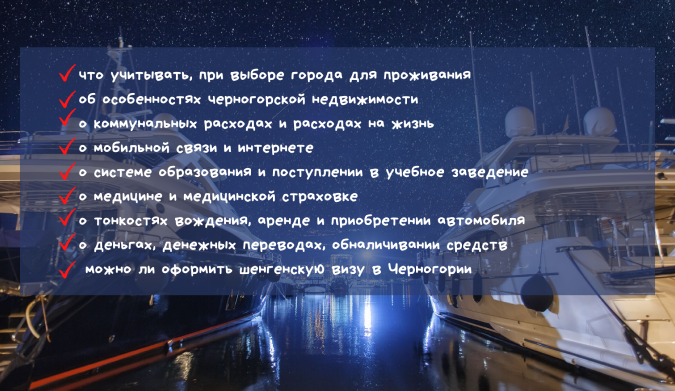 что учитывать, при выборе города для проживания
об особенностях черногорской недвижимости
о коммунальных расходах и расходах на жизнь
о мобильной связи и интернете
о системе образования и поступлении в учебное заведение
о медицине и медицинской страховке
о тонкостях вождения, аренде и приобретении автомобиля
о деньгах, денежных переводах, обналичивании средств
можно ли оформить шенгенскую визу в Черногории